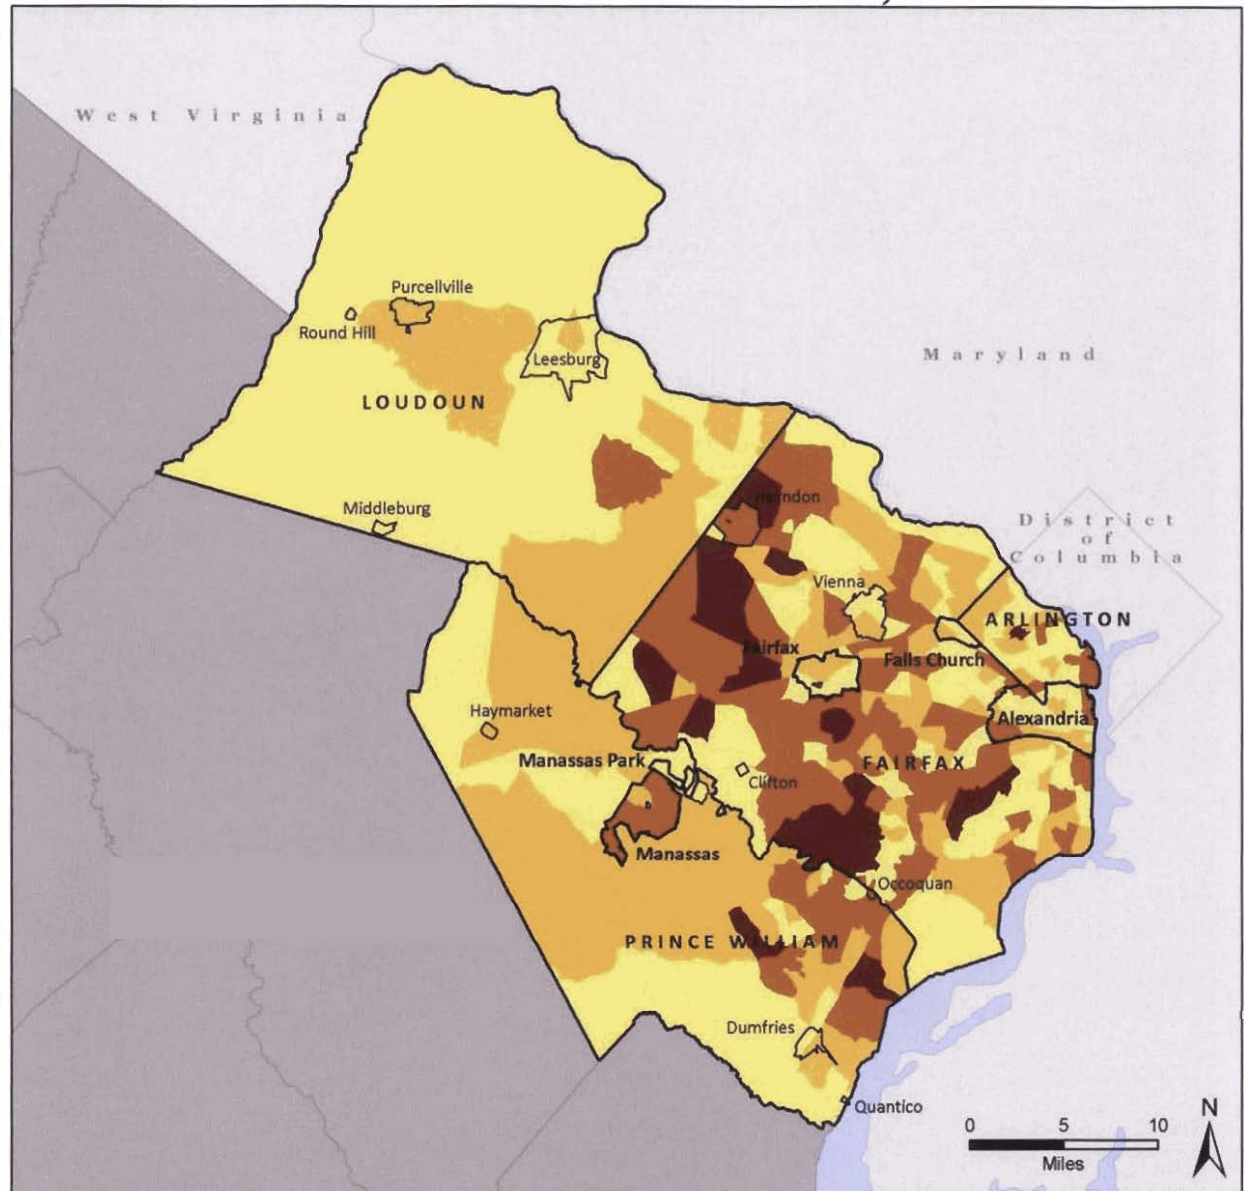 West Virginia
Purcellville
Round Hill
Leesburg
Maryland
LOUDOUN
Middleburg
Herndon
District
of
Columbia
Vienna
ARLINGTON
Fairfax
Falls Church
Haymarket
Alexandria
Manassas Park
FAIRFAX
Clifton
Manassas
Occoquan
PRINCE WILLIAM
Dumfries
Quantico
N
0 5 10
Miles